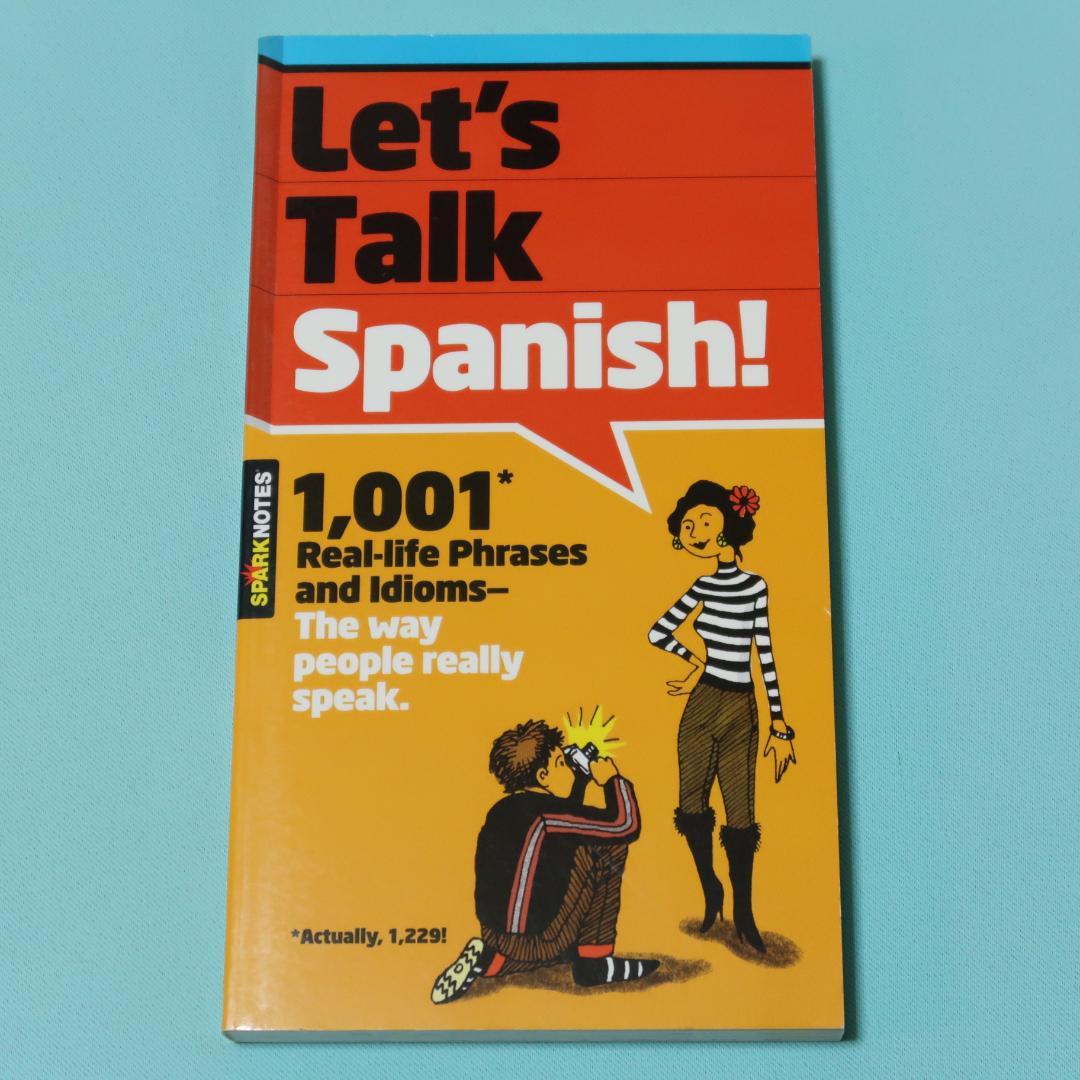 Let's
Talk
Spanish!
SPARKNOTES
1,001*
Real-life Phrases
and Idioms—
The way
people really
speak.
*Actually, 1,229!